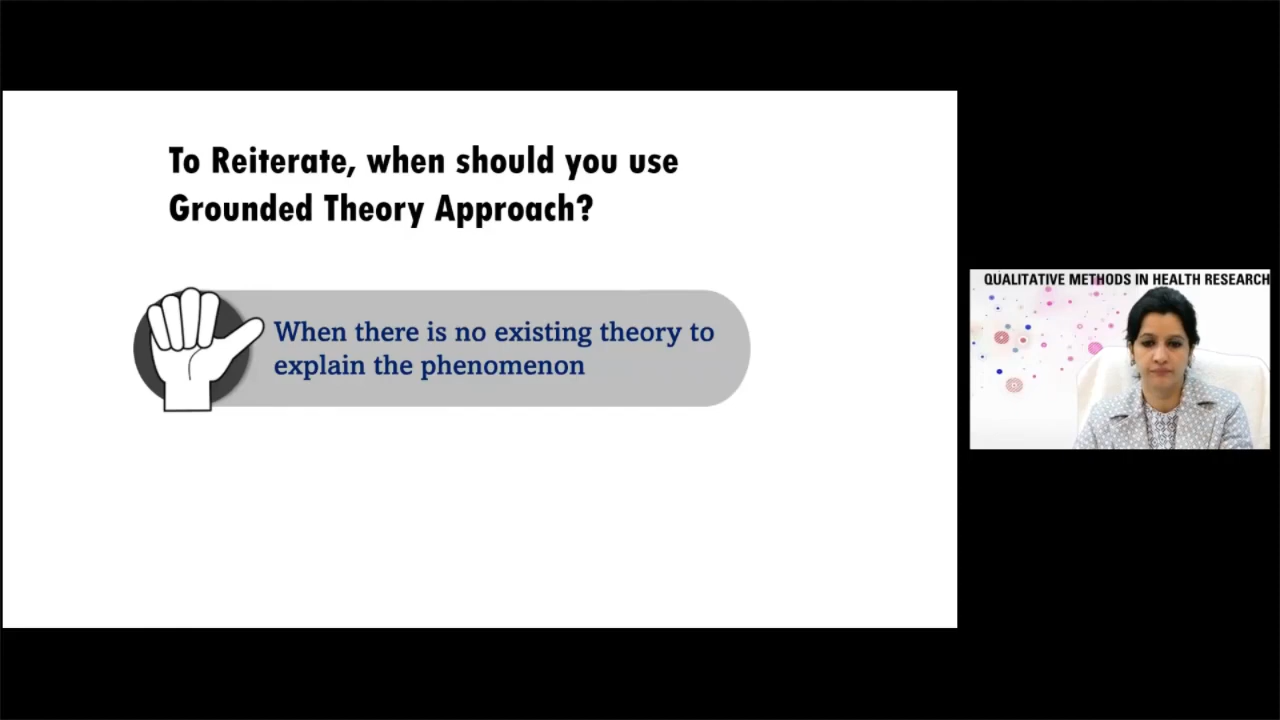 To Reiterate, when should you use
Grounded Theory Approach?
When there is no existing theory to
explain the phenomenon
QUALITATIVE METHODS IN HEALTH RESEARCH